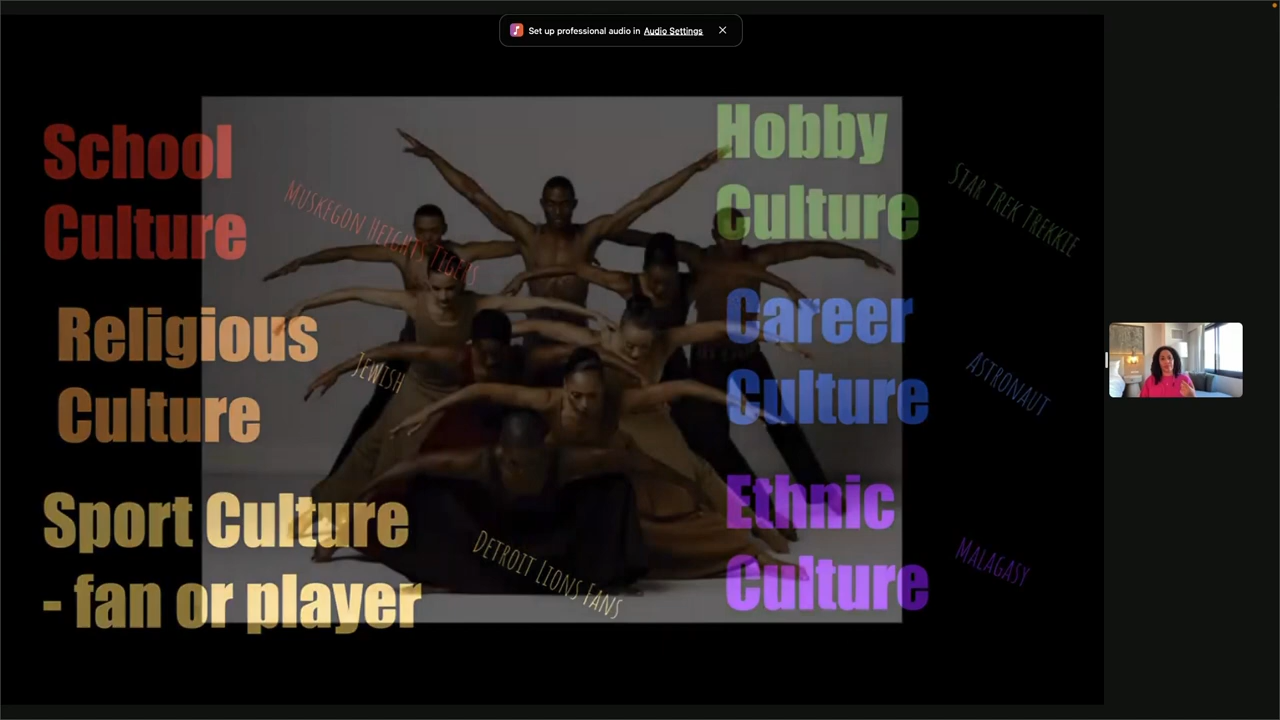 Set up professional audio in Audio Settings
School
Culture
Muskegon Heights Tigers
Religious
Culture
Jewish
Sport Culture
- fan or player
Detroit Lions Fans
Hobby
Culture
Star Trek Trekkie
Career
Culture
Astronaut
Ethnic
Culture
Malagasy